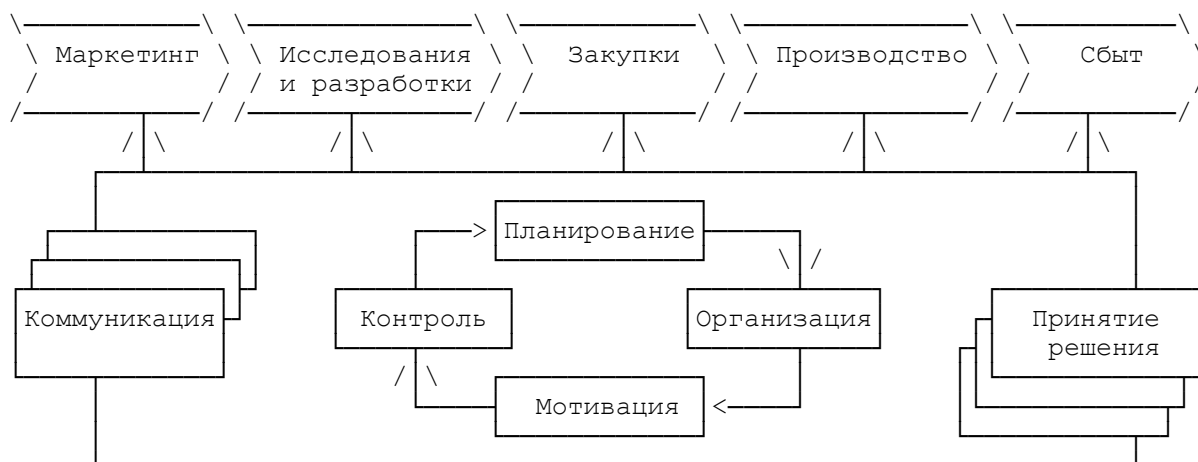 Маркетинг Исследования Закупки Производство Сбыт
и разработки
Планирование
Коммуникация Контроль Организация Принятие
решения
Мотивация